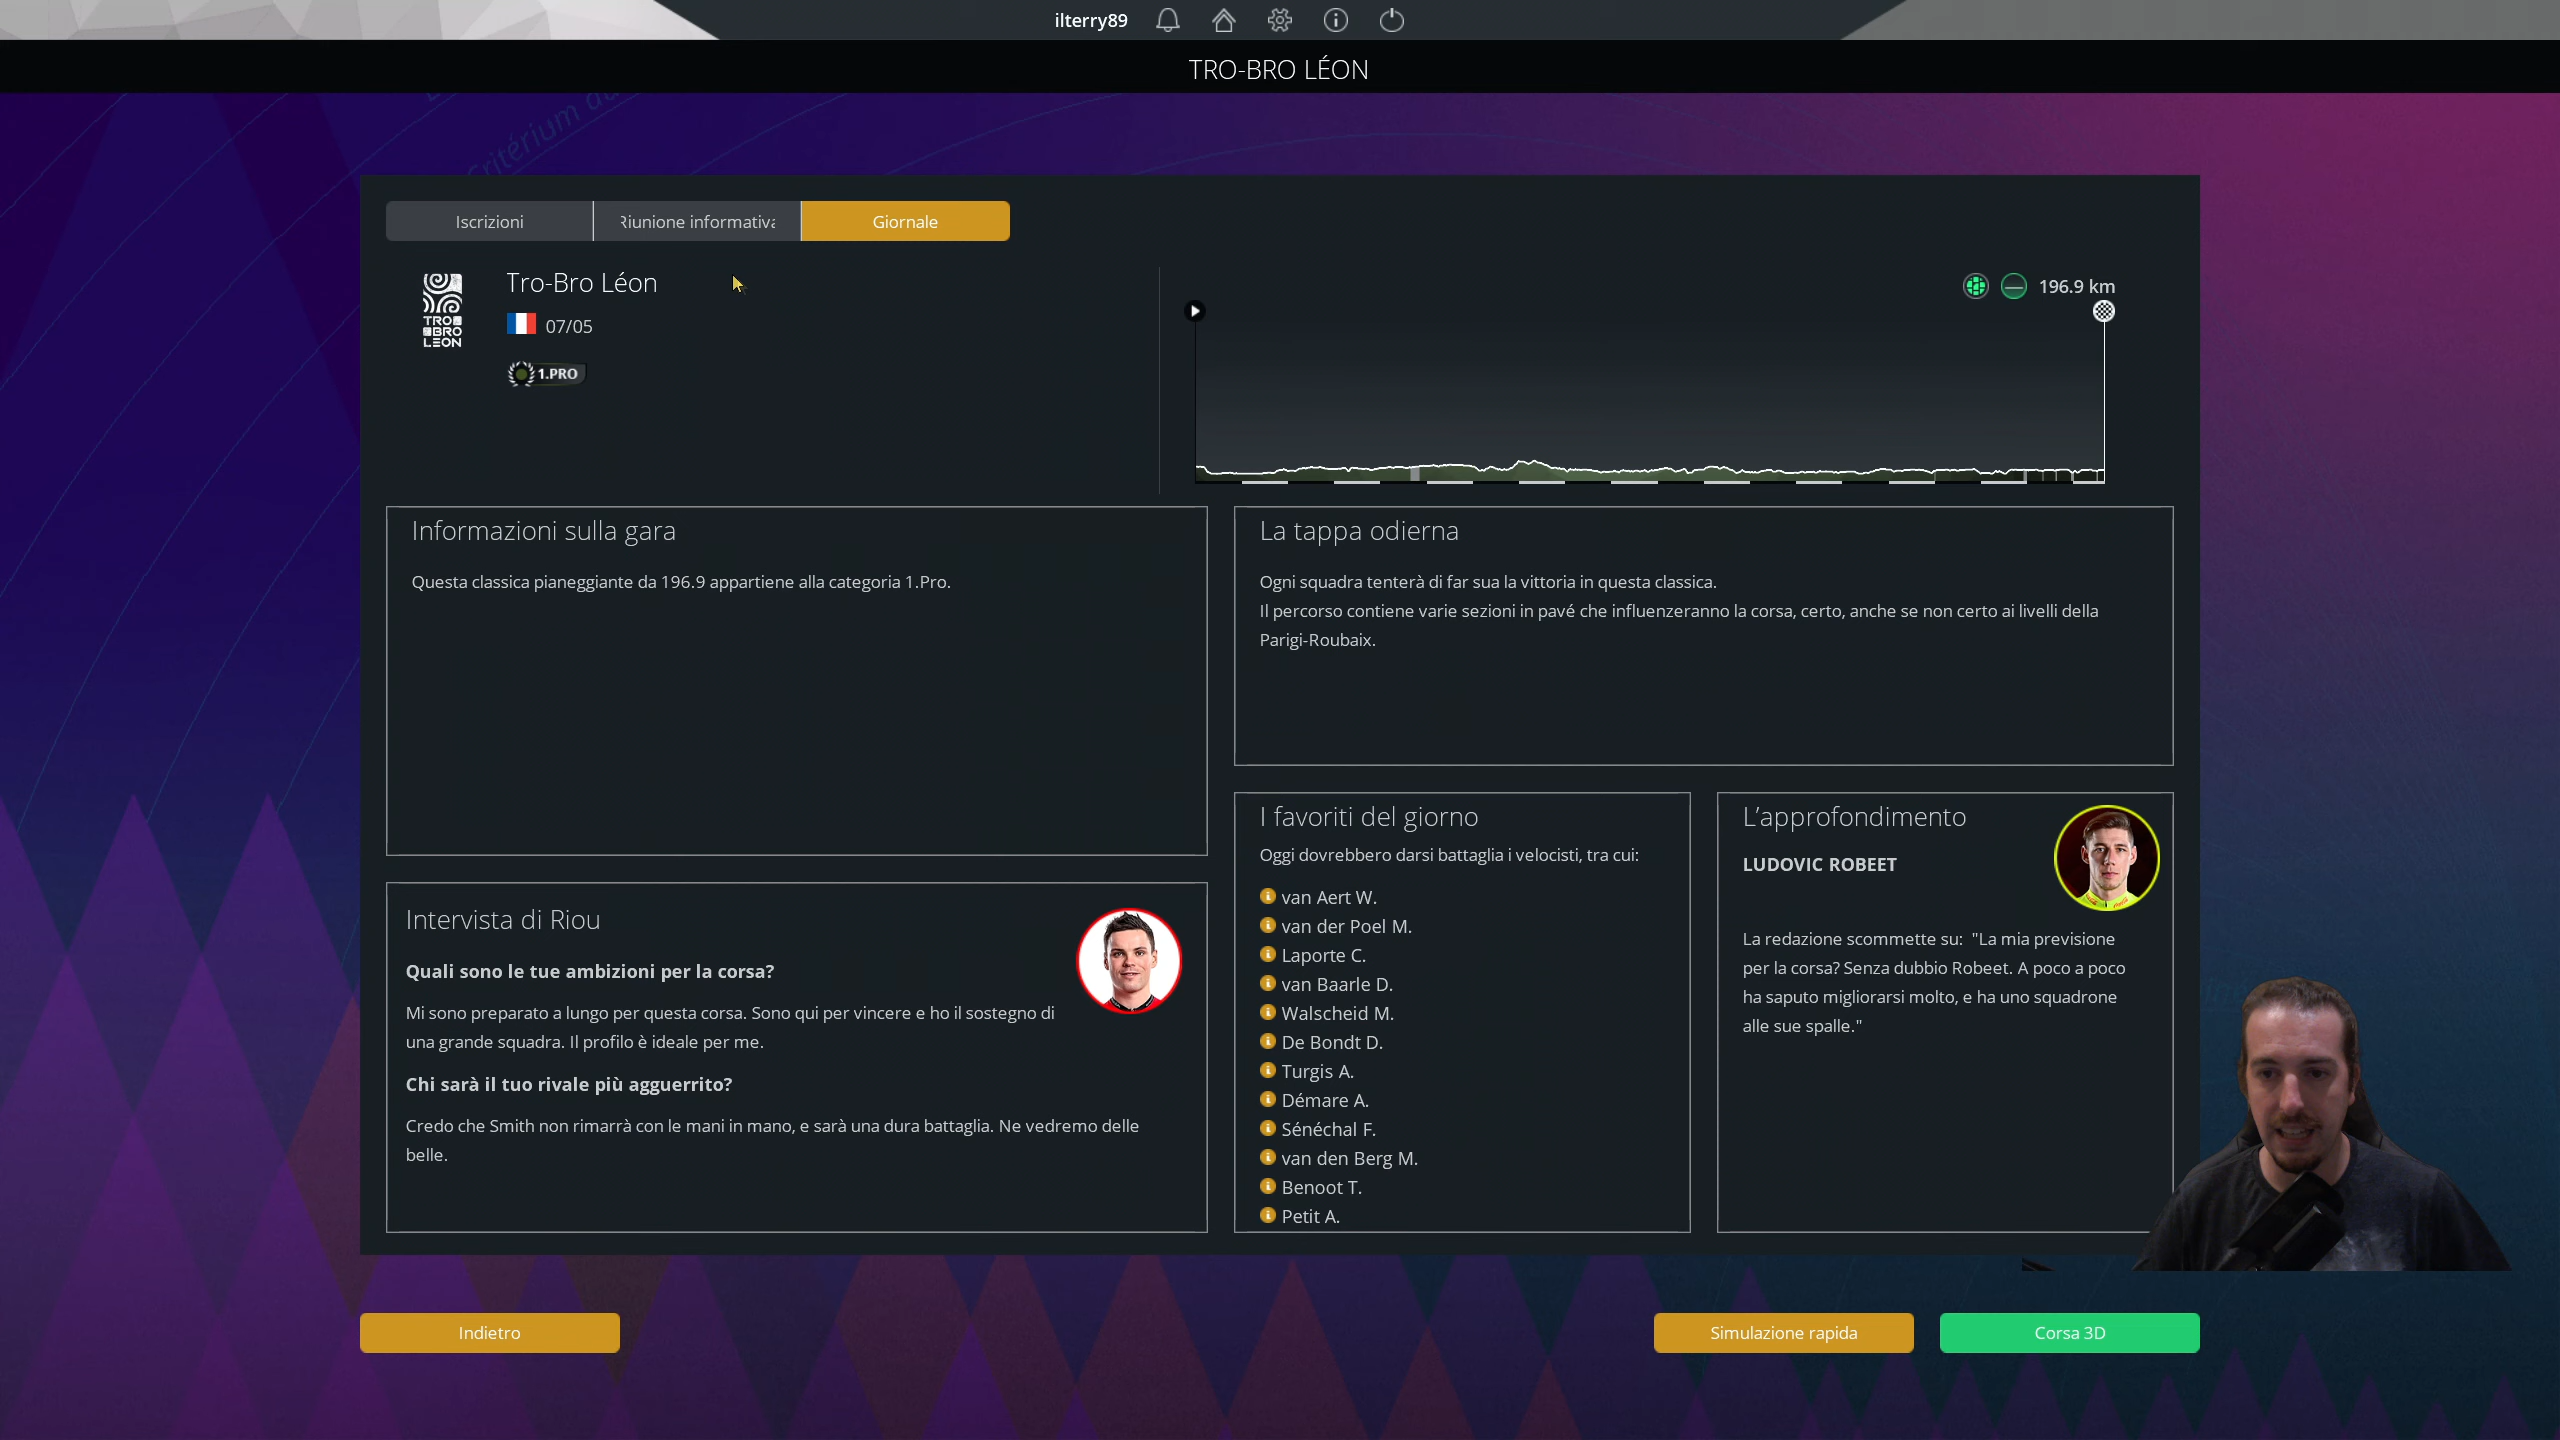 ilterry89
TRO-BRO LÉON
Critérium du
Iscrizioni
Riunione informativa
Giornale
TRO
BRO
LEON
Tro-Bro Léon
07/05
1.PRO
196.9 km
Informazioni sulla gara
Questa classica pianeggiante da 196.9 appartiene alla categoria 1.Pro.
La tappa odierna
Ogni squadra tenterà di far sua la vittoria in questa classica.
Il percorso contiene varie sezioni in pavé che influenzeranno la corsa, certo, anche se non certo ai livelli della
Parigi-Roubaix.
Intervista di Riou
Quali sono le tue ambizioni per la corsa?
Mi sono preparato a lungo per questa corsa. Sono qui per vincere e ho il sostegno di
una grande squadra. Il profilo è ideale per me.
Chi sarà il tuo rivale più agguerrito?
Credo che Smith non rimarrà con le mani in mano, e sarà una dura battaglia. Ne vedremo delle
belle.
I favoriti del giorno
Oggi dovrebbero darsi battaglia i velocisti, tra cui:
van Aert W.
van der Poel M.
Laporte C.
van Baarle D.
Walscheid M.
De Bondt D.
Turgis A.
Démare A.
Sénéchal F.
van den Berg M.
Benoot T.
Petit A.
L'approfondimento
LUDOVIC ROBEET
La redazione scommette su: "La mia previsione
per la corsa? Senza dubbio Robeet. A poco a poco
ha saputo migliorarsi molto, e ha uno squadrone
alle sue spalle."
Indietro
Simulazione rapida
Corsa 3D